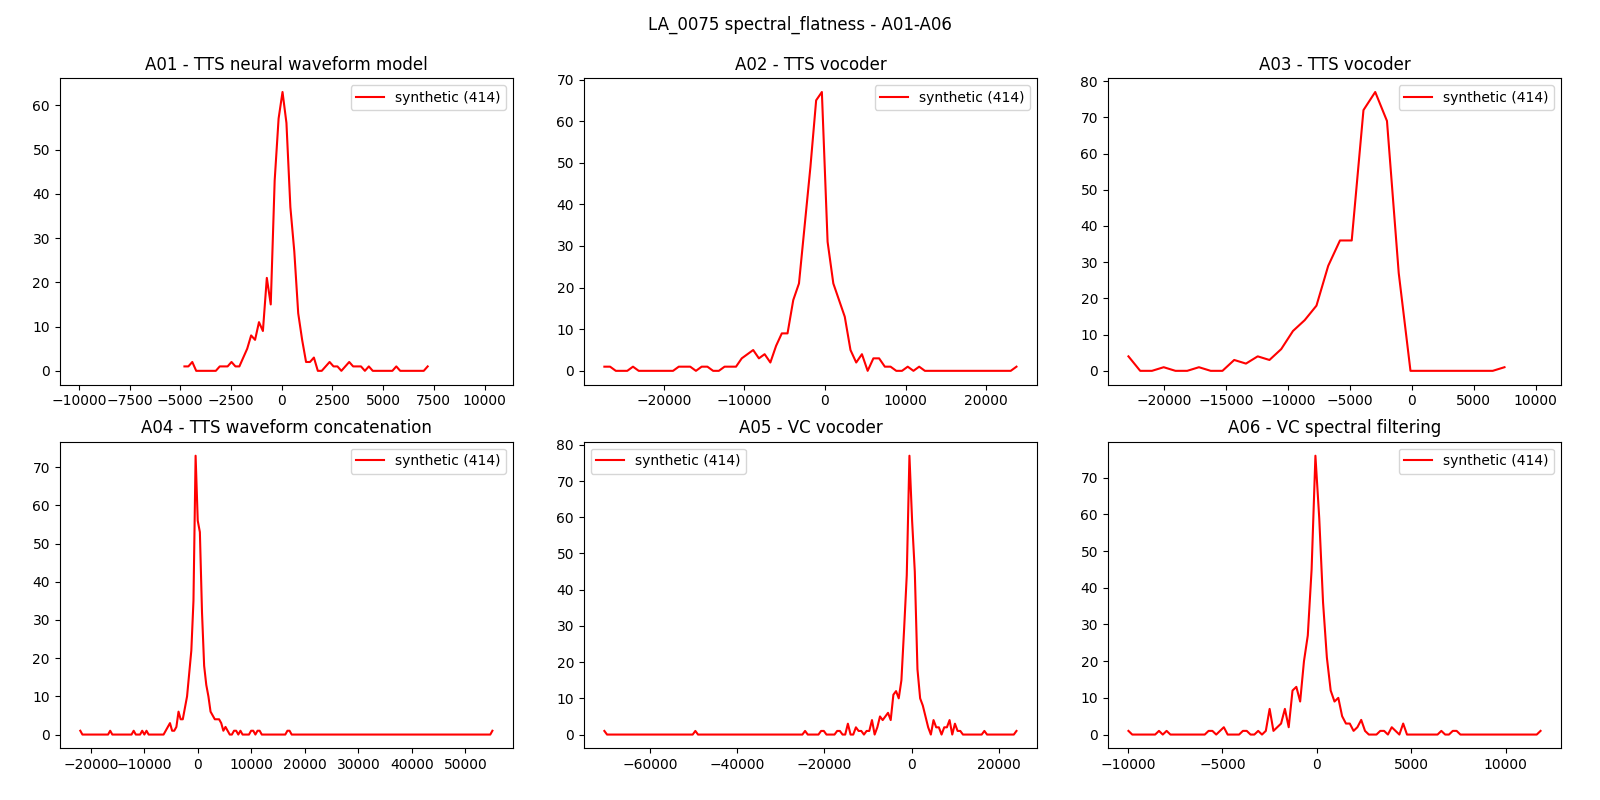 LA_0075 spectral_flatness - A01-A06
A01 - TTS neural waveform model
synthetic (414)
60
50
40
30
20
10
0
−10000 −7500 −5000 −2500 0 2500 5000 7500 10000
A02 - TTS vocoder
synthetic (414)
70
60
50
40
30
20
10
0
−20000 −10000 0 10000 20000
A03 - TTS vocoder
synthetic (414)
80
70
60
50
40
30
20
10
0
−20000 −15000 −10000 −5000 0 5000 10000
A04 - TTS waveform concatenation
synthetic (414)
70
60
50
40
30
20
10
0
−20000 −10000 0 10000 20000 30000 40000 50000
A05 - VC vocoder
synthetic (414)
80
70
60
50
40
30
20
10
0
−60000 −40000 −20000 0 20000
A06 - VC spectral filtering
synthetic (414)
70
60
50
40
30
20
10
0
−10000 −5000 0 5000 10000